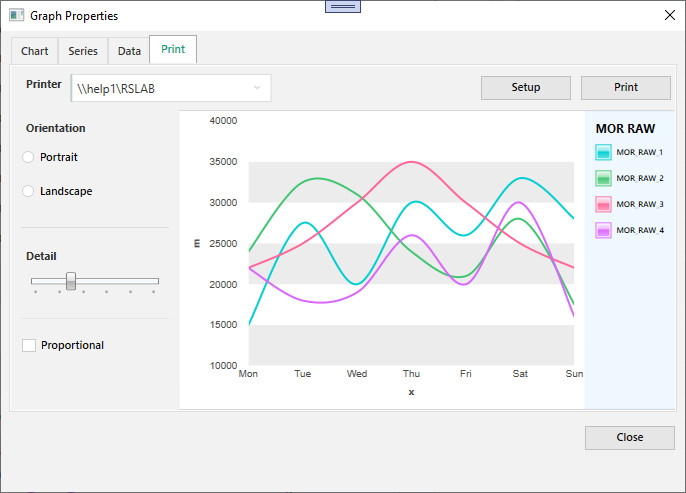 Graph Properties
Chart Series Data Print
Printer \\help1\RSLAB Setup Print
Orientation
Portrait
Landscape
Detail
Proportional
40000
35000
30000
25000
20000
15000
10000
m
Mon Tue Wed Thu Fri Sat Sun
x
MOR RAW
MOR_RAW_1
MOR_RAW_2
MOR_RAW_3
MOR_RAW_4
Close